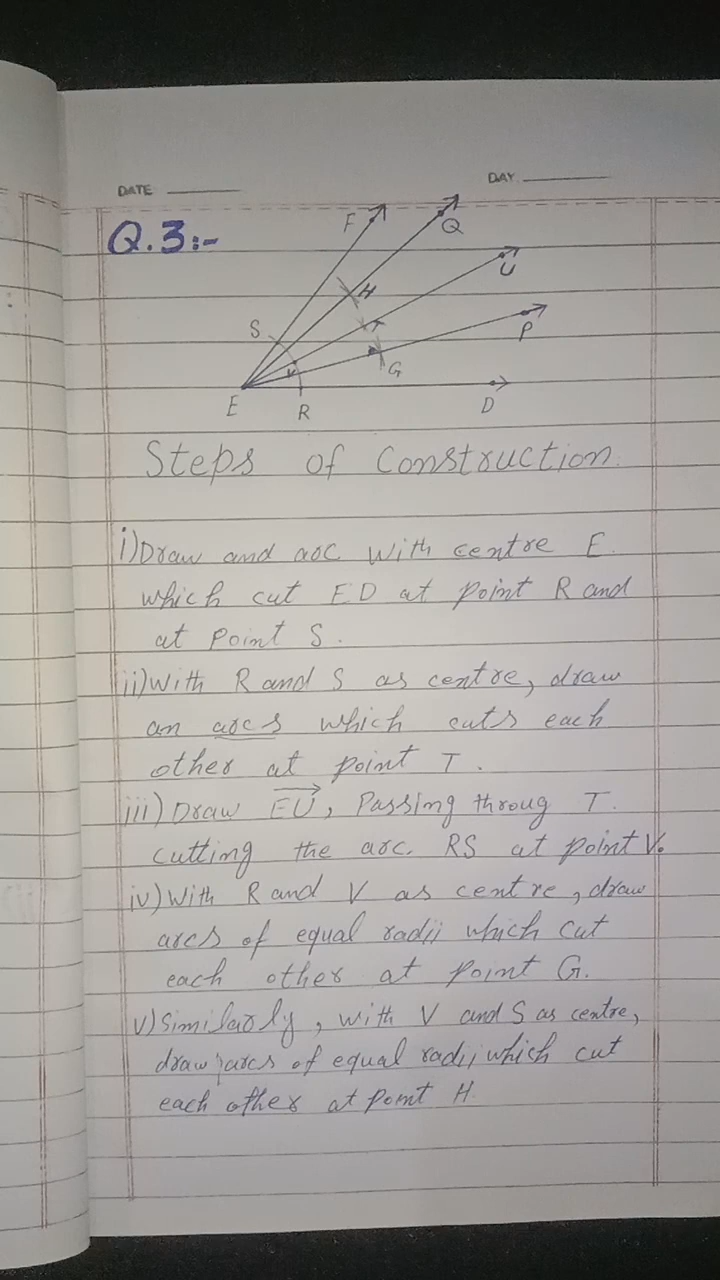 DATE
DAY
Q.3:-
F
Q
U
H
S
T
P
V
G
E
R
D
Steps of Construction.
i) Draw and arc with centre E.
which cut ED at point R and
at point S.
ii) With R and S as centre, draw
an arcs which cuts each
other at point T.
iii) Draw EU, Passing throug T.
cutting the arc. RS at point V.
iv) With R and V as centre, draw
arcs of equal radii which cut
each other at point G.
v) Similarly, with V and S as centre,
draw arcs of equal radii which cut
each other at point H